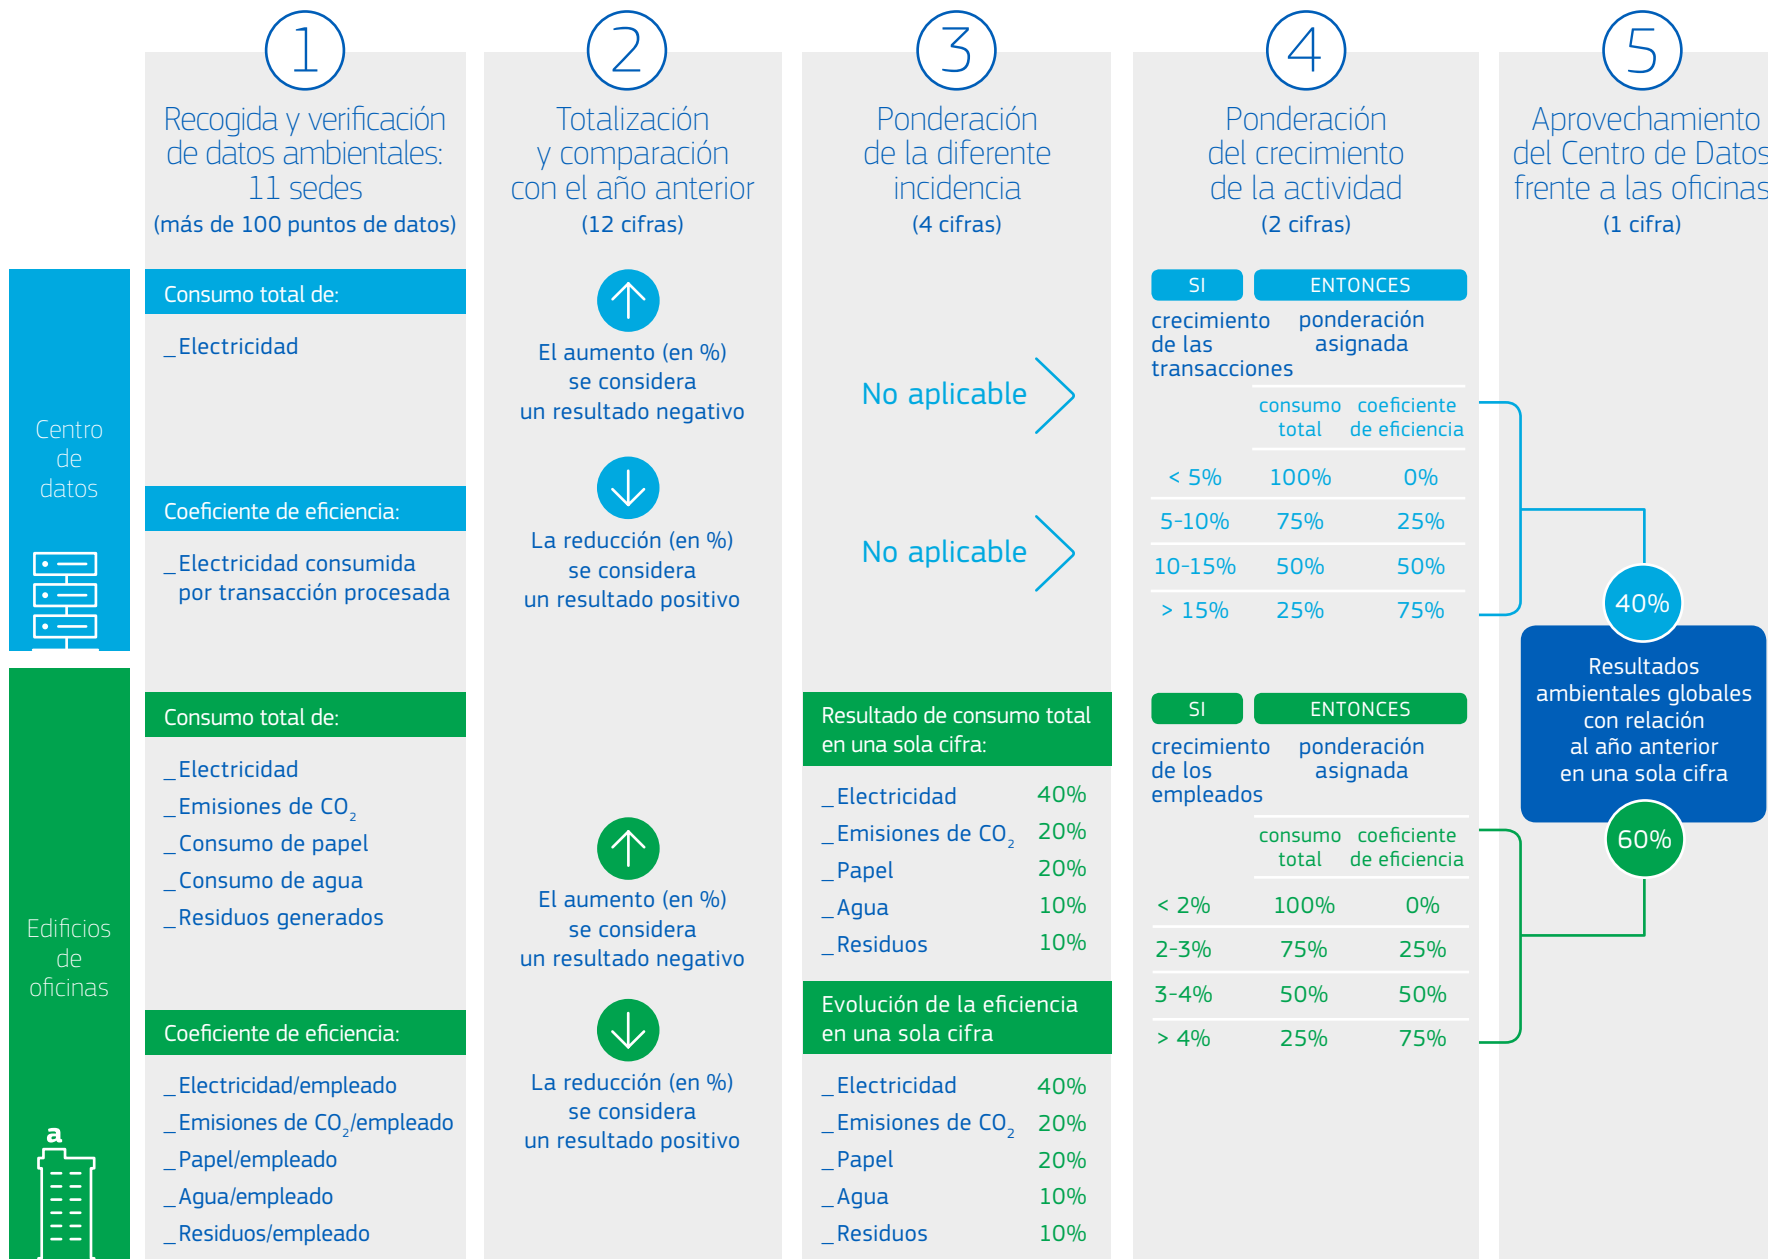 1
Recogida y verificación
de datos ambientales:
11 sedes
(más de 100 puntos de datos)
2
Totalización
y comparación
con el año anterior
(12 cifras)
3
Ponderación
de la diferente
incidencia
(4 cifras)
4
Ponderación
del crecimiento
de la actividad
(2 cifras)
5
Aprovechamiento
del Centro de Datos
frente a las oficinas
(1 cifra)
Centro
de
datos
Consumo total de:
_Electricidad
Coeficiente de eficiencia:
_Electricidad consumida
por transacción procesada
El aumento (en %)
se considera
un resultado negativo
La reducción (en %)
se considera
un resultado positivo
No aplicable
No aplicable
SI ENTONCES
crecimiento
de las
transacciones
ponderación
asignada
consumo
total
coeficiente
de eficiencia
< 5% 100% 0%
5-10% 75% 25%
10-15% 50% 50%
> 15% 25% 75%
40%
Resultados
ambientales globales
con relación
al año anterior
en una sola cifra
60%
Edificios
de
oficinas
a
Consumo total de:
_Electricidad
_Emisiones de CO₂
_Consumo de papel
_Consumo de agua
_Residuos generados
Coeficiente de eficiencia:
_Electricidad/empleado
_Emisiones de CO₂/empleado
_Papel/empleado
_Agua/empleado
_Residuos/empleado
El aumento (en %)
se considera
un resultado negativo
La reducción (en %)
se considera
un resultado positivo
Resultado de consumo total
en una sola cifra:
_Electricidad 40%
_Emisiones de CO₂ 20%
_Papel 20%
_Agua 10%
_Residuos 10%
Evolución de la eficiencia
en una sola cifra
_Electricidad 40%
_Emisiones de CO₂ 20%
_Papel 20%
_Agua 10%
_Residuos 10%
SI ENTONCES
crecimiento
de los
empleados
ponderación
asignada
consumo
total
coeficiente
de eficiencia
< 2% 100% 0%
2-3% 75% 25%
3-4% 50% 50%
> 4% 25% 75%